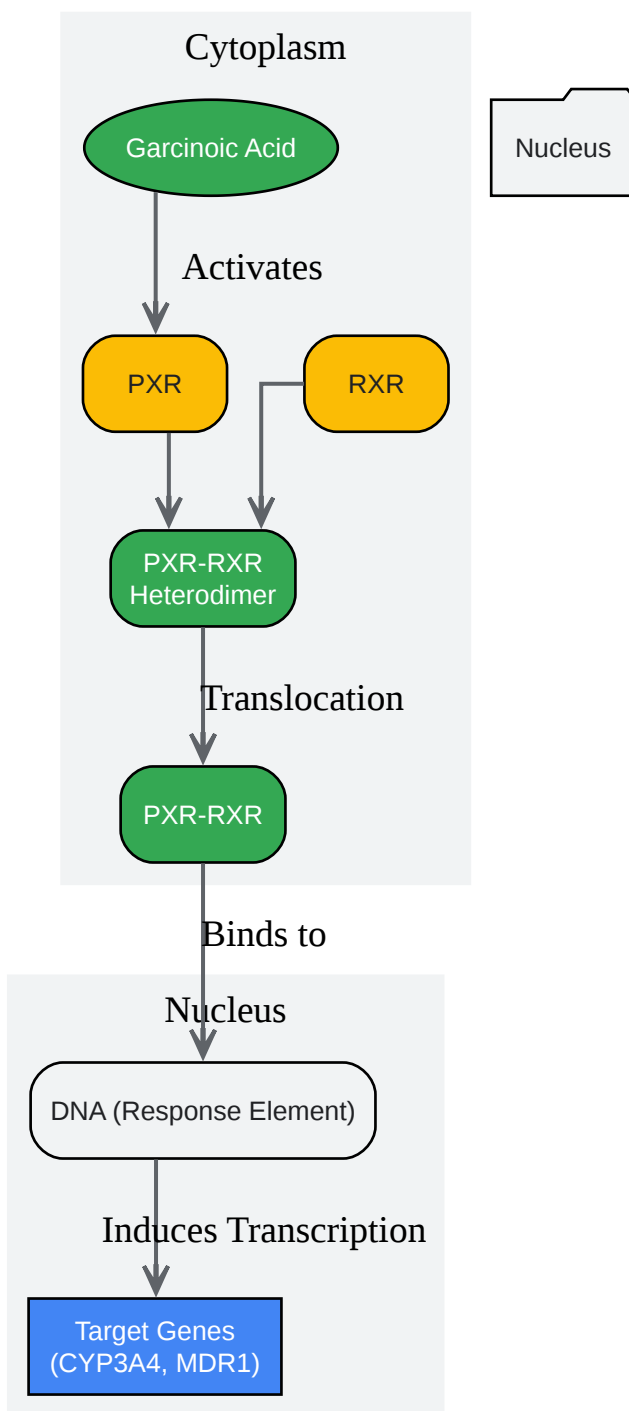 Cytoplasm
Garcinoic Acid
Nucleus
Activates
PXR
RXR
PXR-RXR
Heterodimer
Translocation
PXR-RXR
Binds to
Nucleus
DNA (Response Element)
Induces Transcription
Target Genes
(CYP3A4, MDR1)